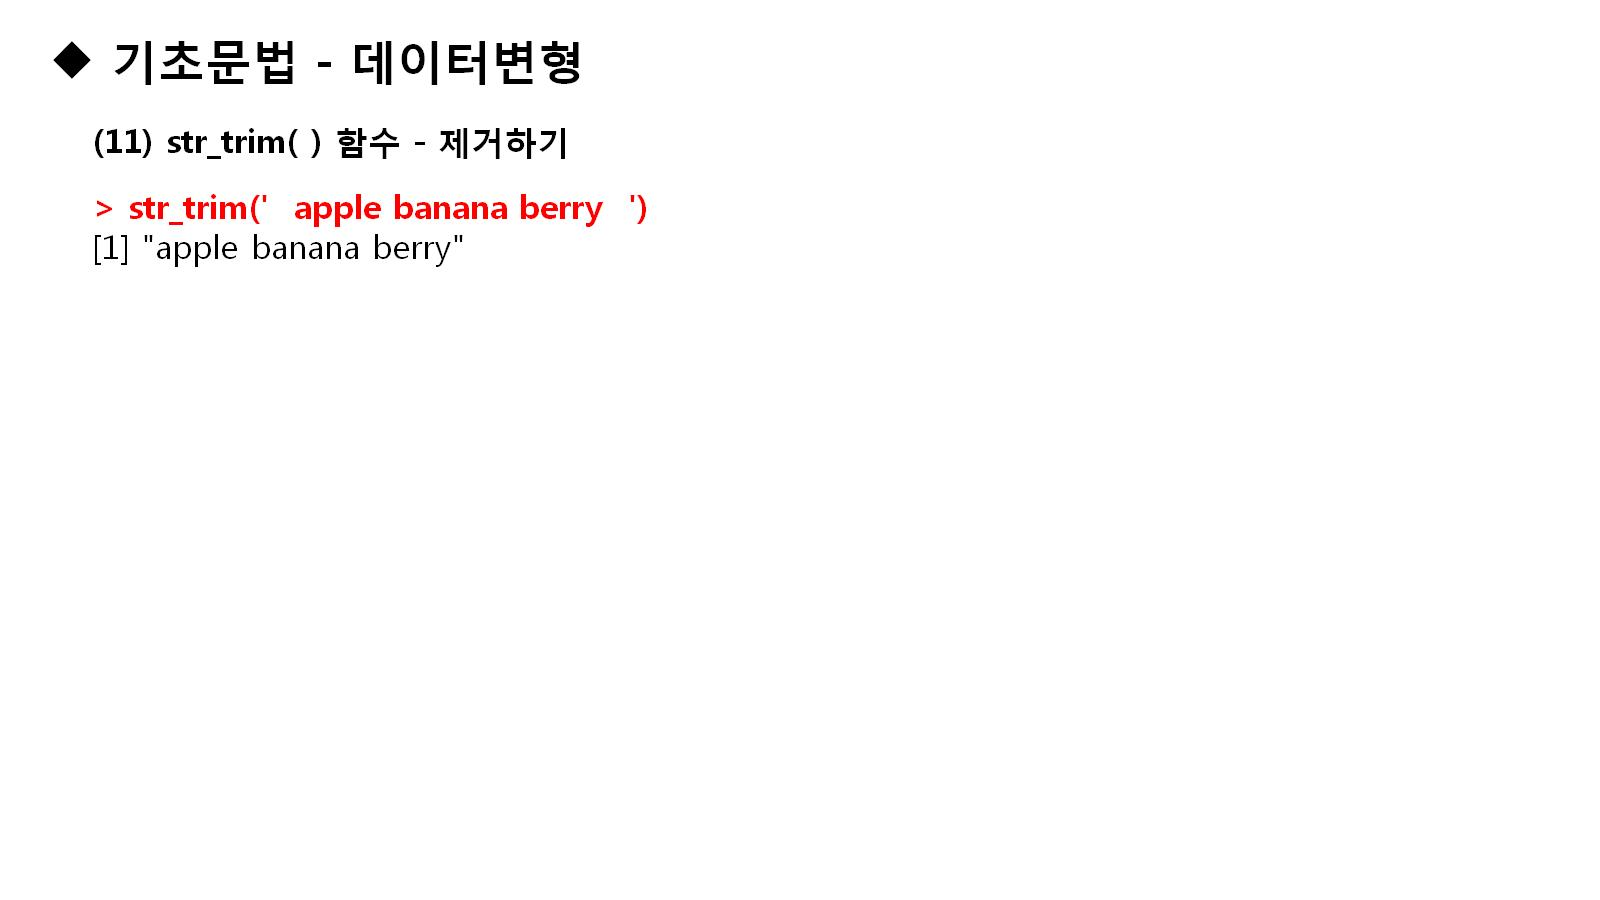 ◆ 기초문법 - 데이터변형
(11) str_trim( ) 함수 - 제거하기
> str_trim('  apple banana berry  ')
[1] "apple banana berry"